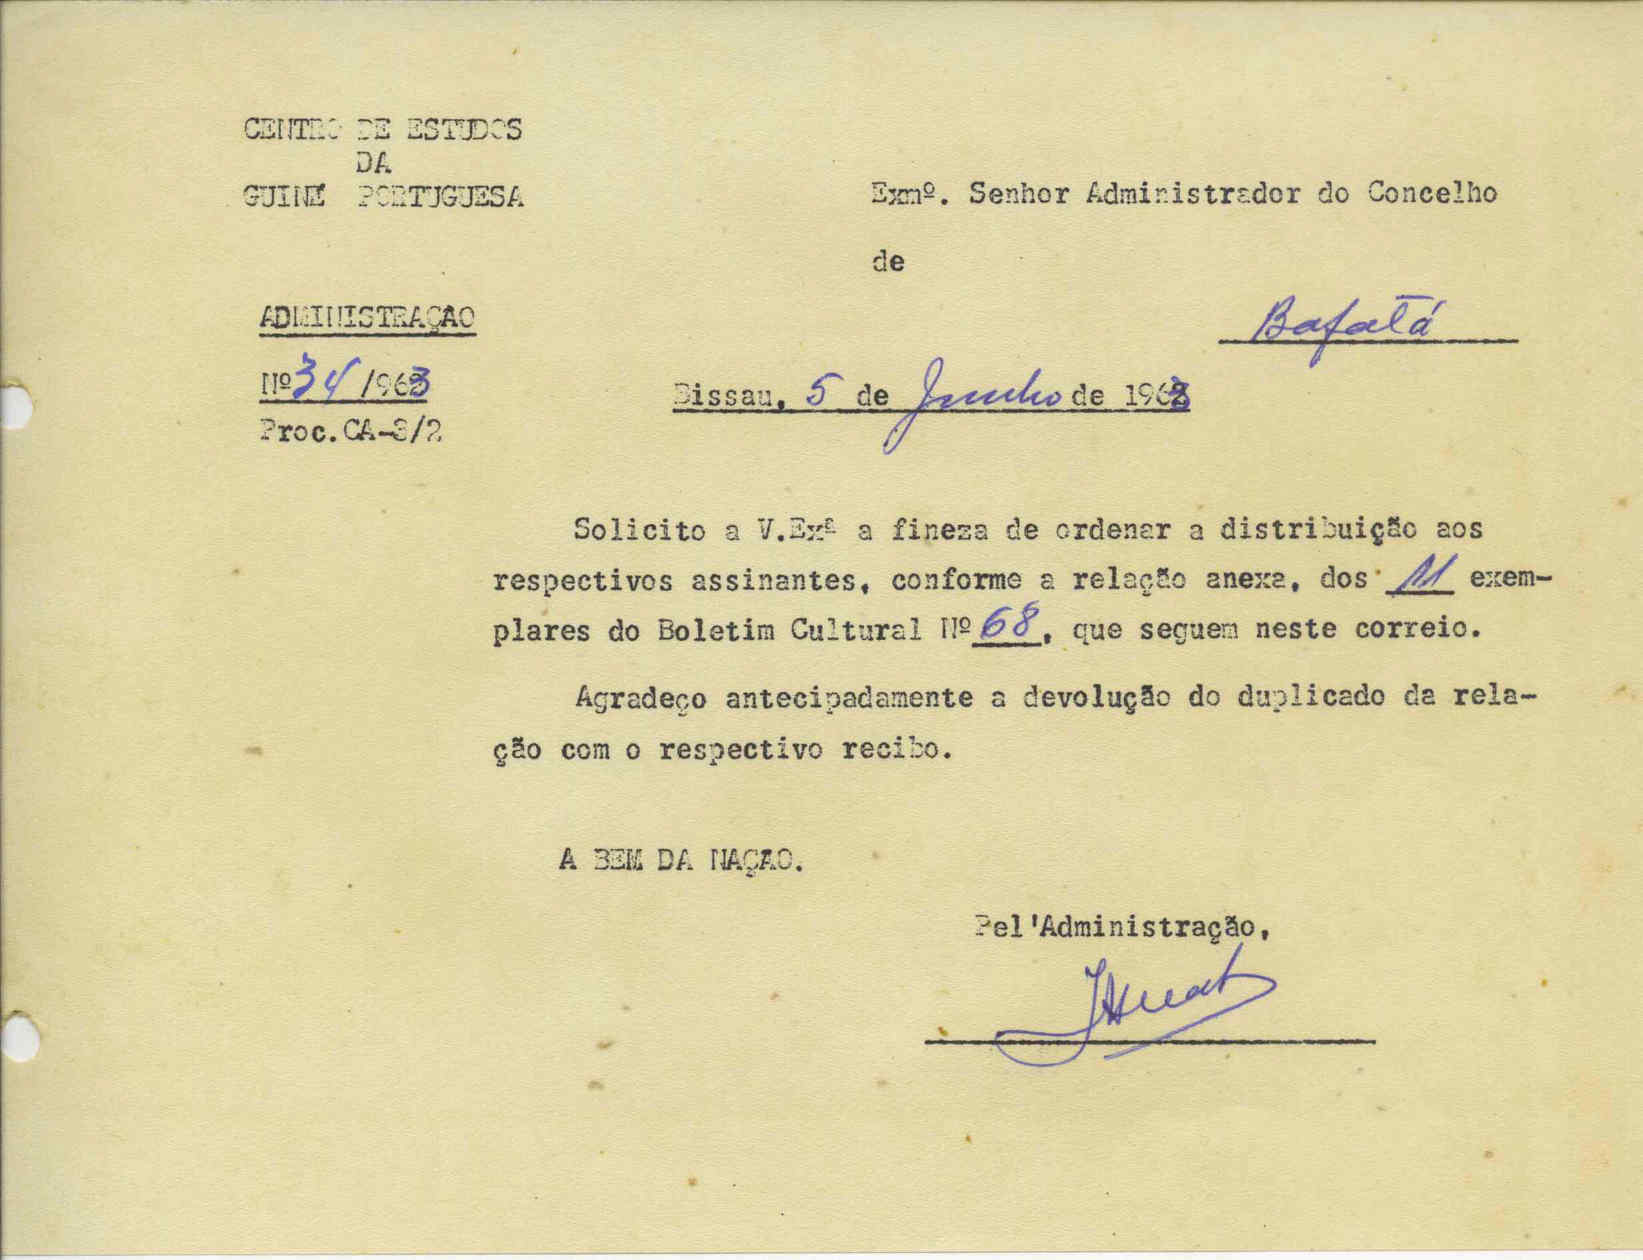 CENTRO DE ESTUDOS
DA
GUINÉ PORTUGUESA
Exmº. Senhor Administrador do Concelho
de
Bafatá
ADMINISTRAÇÃO
Nº 34 /963
Proc.CA-3/2
Bissau, 5 de Junho de 1963
Solicito a V.Exª a fineza de ordenar a distribuição aos
respectivos assinantes, conforme a relação anexa, dos 11 exem-
plares do Boletim Cultural Nº 68, que seguem neste correio.
Agradeço antecipadamente a devolução do duplicado da rela-
ção com o respectivo recibo.
A BEM DA NAÇÃO.
Pel'Administração,